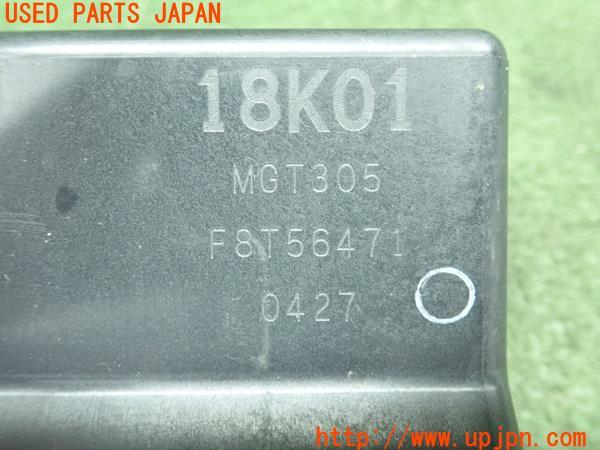 USED PARTS JAPAN
18K01
MGT305
F8T56471
0427
http://www.upjpn.com/